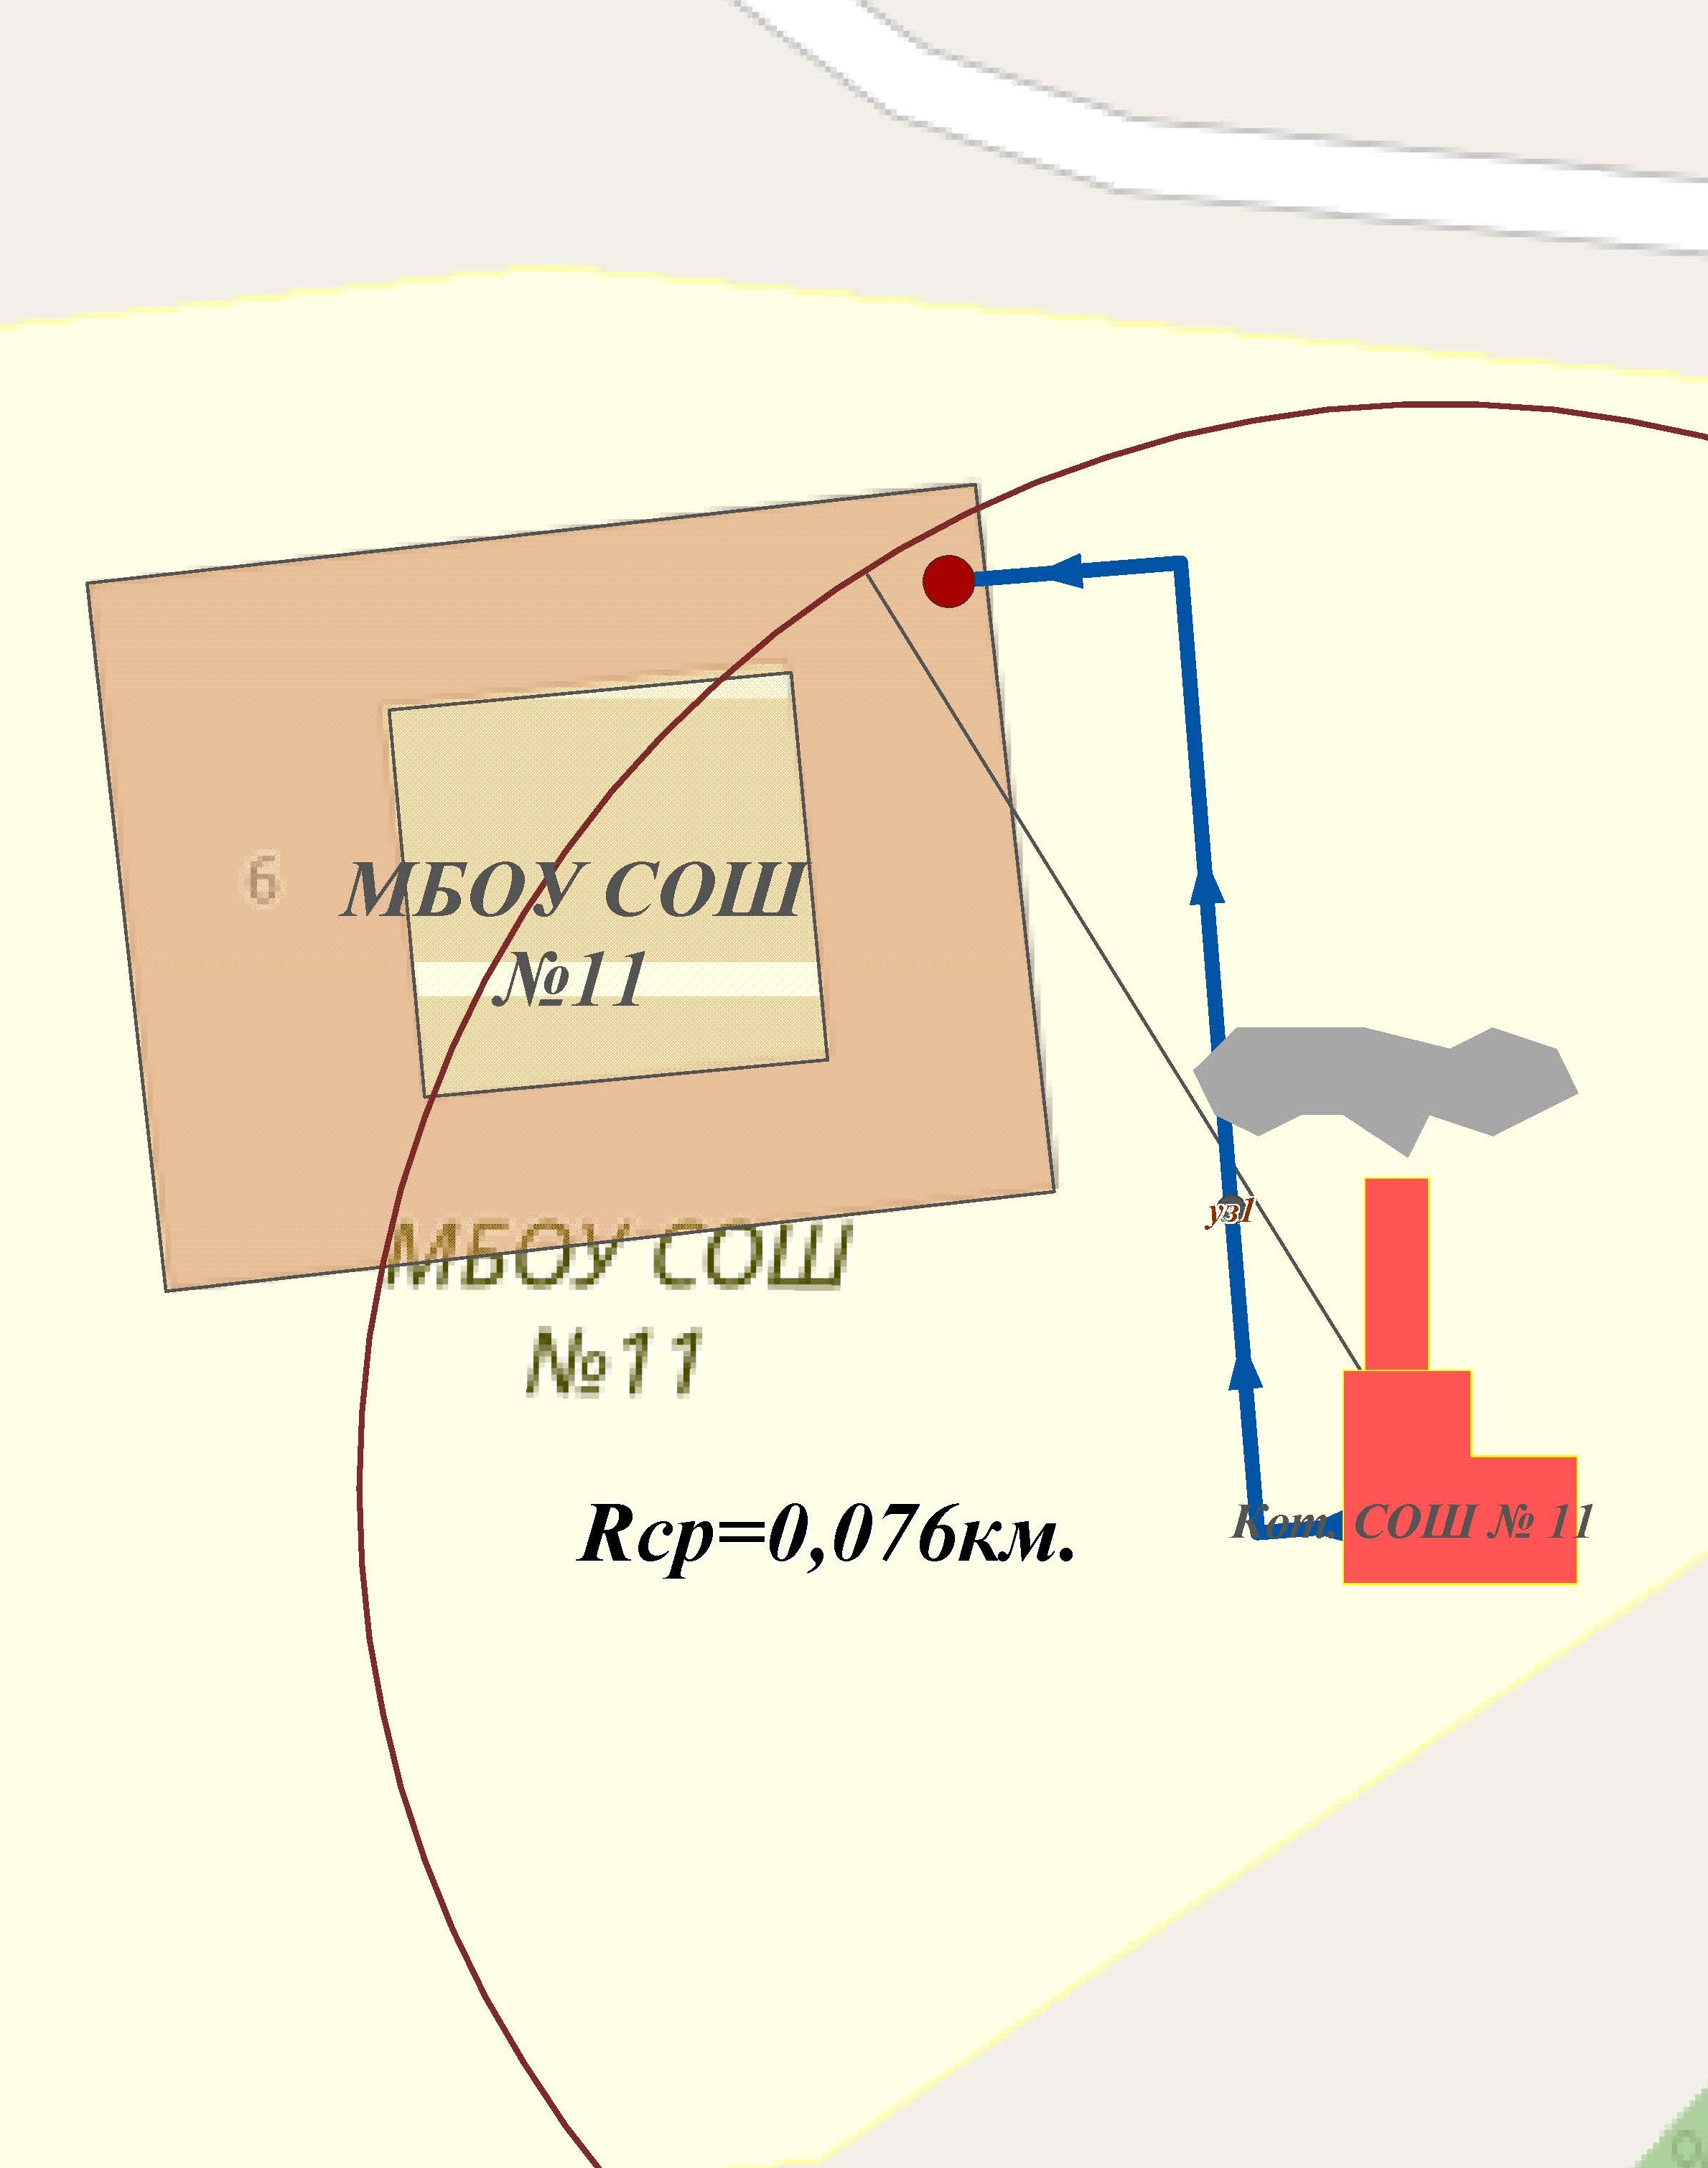 6
МБОУ СОШ
№11
уз1
МБОУ СОШ
№11
Rср=0,076км.
Кот. СОШ № 11